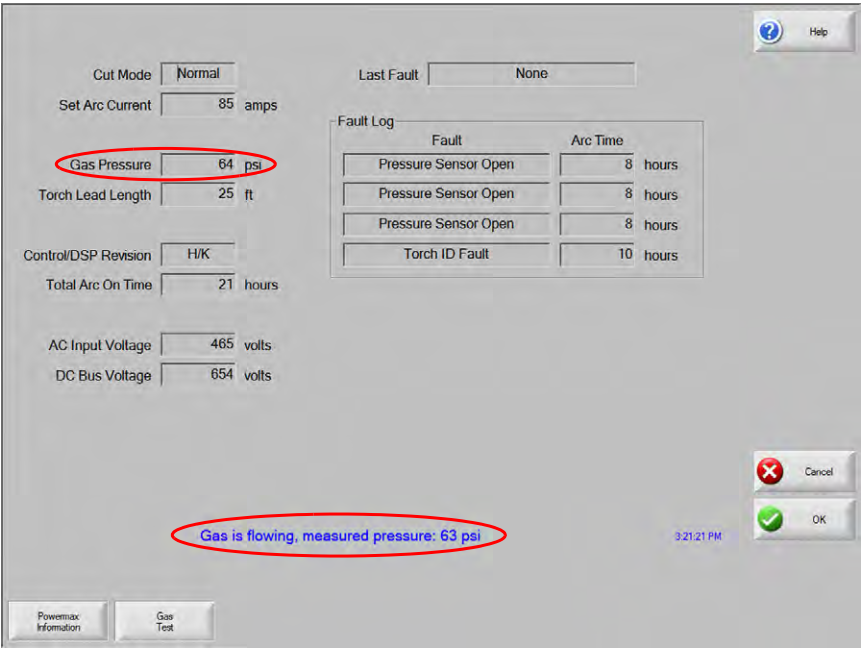 Help
Cut Mode Normal
Last Fault None
Set Arc Current 85 amps
Fault Log
Fault Arc Time
Gas Pressure 64 psi
Pressure Sensor Open 8 hours
Torch Lead Length 25 ft
Pressure Sensor Open 8 hours
Pressure Sensor Open 8 hours
Control/DSP Revision H/K
Torch ID Fault 10 hours
Total Arc On Time 21 hours
AC Input Voltage 465 volts
DC Bus Voltage 654 volts
Cancel
OK
Gas is flowing, measured pressure: 63 psi
3:21:21 PM
Powermax
Information
Gas
Test